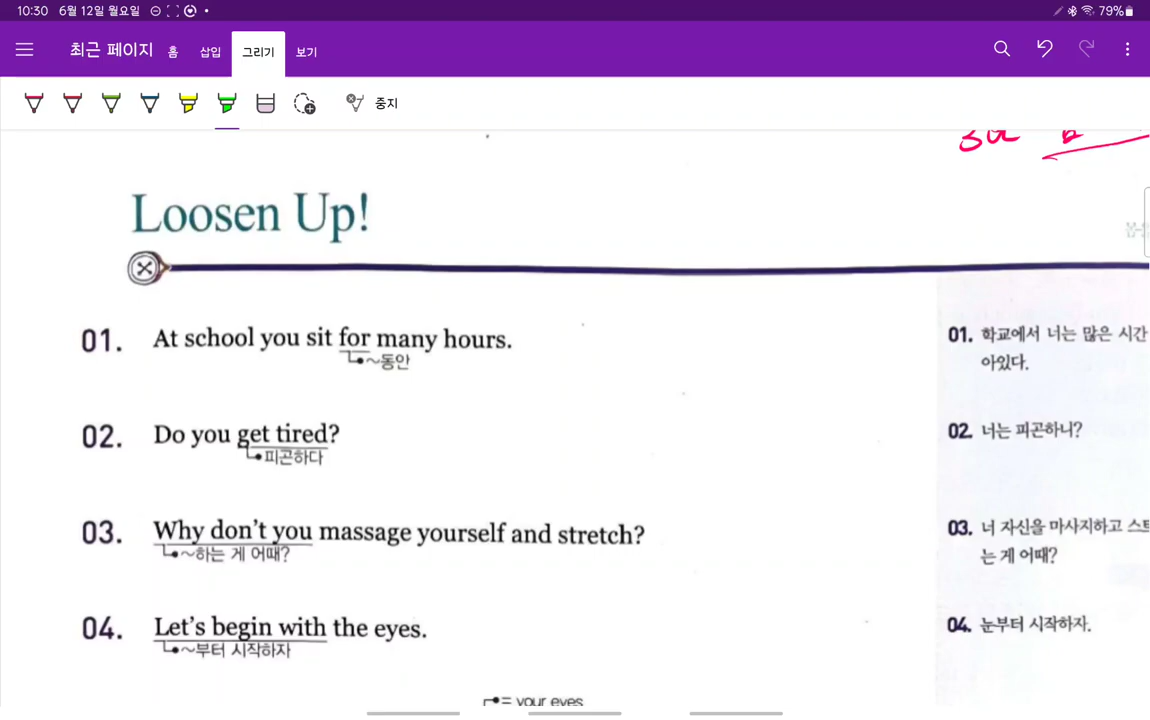 10:30 6월 12일 월요일 79%
최근 페이지 홈 삽입 그리기 보기
중지
Loosen Up!
01. At school you sit for many hours.
~동안
01. 학교에서 너는 많은 시간
아있다.
02. Do you get tired?
피곤하다
02. 너는 피곤하니?
03. Why don't you massage yourself and stretch?
~하는 게 어때?
03. 너 자신을 마사지하고 스트
는 게 어때?
04. Let's begin with the eyes.
~부터 시작하자
04. 눈부터 시작하자.
= your eyes